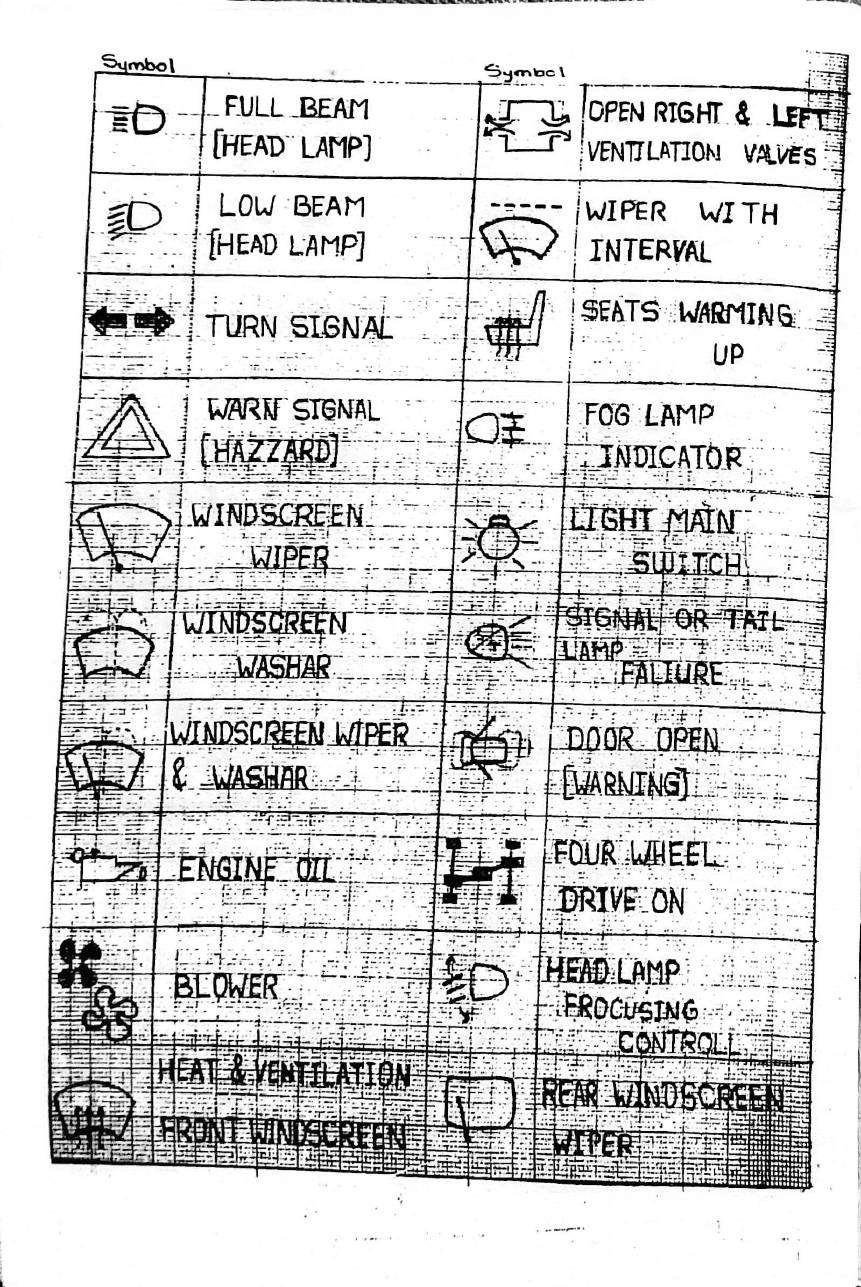 Symbol
FULL BEAM
[HEAD LAMP]
LOW BEAM
[HEAD LAMP]
TURN SIGNAL
WARN SIGNAL
[HAZZARD]
WINDSCREEN
WIPER
WINDSCREEN
WASHAR
WINDSCREEN WIPER
& WASHAR
ENGINE OIL
BLOWER
HEAT & VENTILATION
FRONT WINDSCREEN
Symbol
OPEN RIGHT & LEFT
VENTILATION VALVES
WIPER WITH
INTERVAL
SEATS WARMING
UP
FOG LAMP
INDICATOR
LIGHT MAIN
SWITCH
SIGNAL OR TAIL
LAMP
FALIURE
DOOR OPEN
[WARNING]
FOUR WHEEL
DRIVE ON
HEAD LAMP
FROCUSING
CONTROLL
REAR WINDSCREEN
WIPER